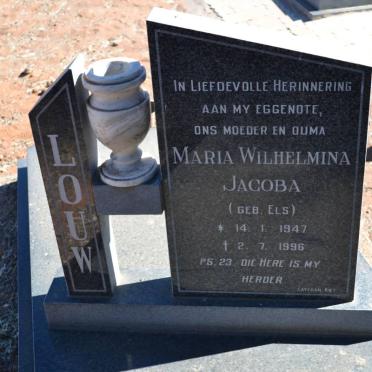 LOUW
IN LIEFDEVOLLE HERINNERING
AAN MY EGGENOTE,
ONS MOEDER EN OUMA
MARIA WILHELMINA
JACOBA
(GEB. ELS)
* 14. 1. 1947
† 2. 7. 1996
PS. 23. DIE HERE IS MY
HERDER